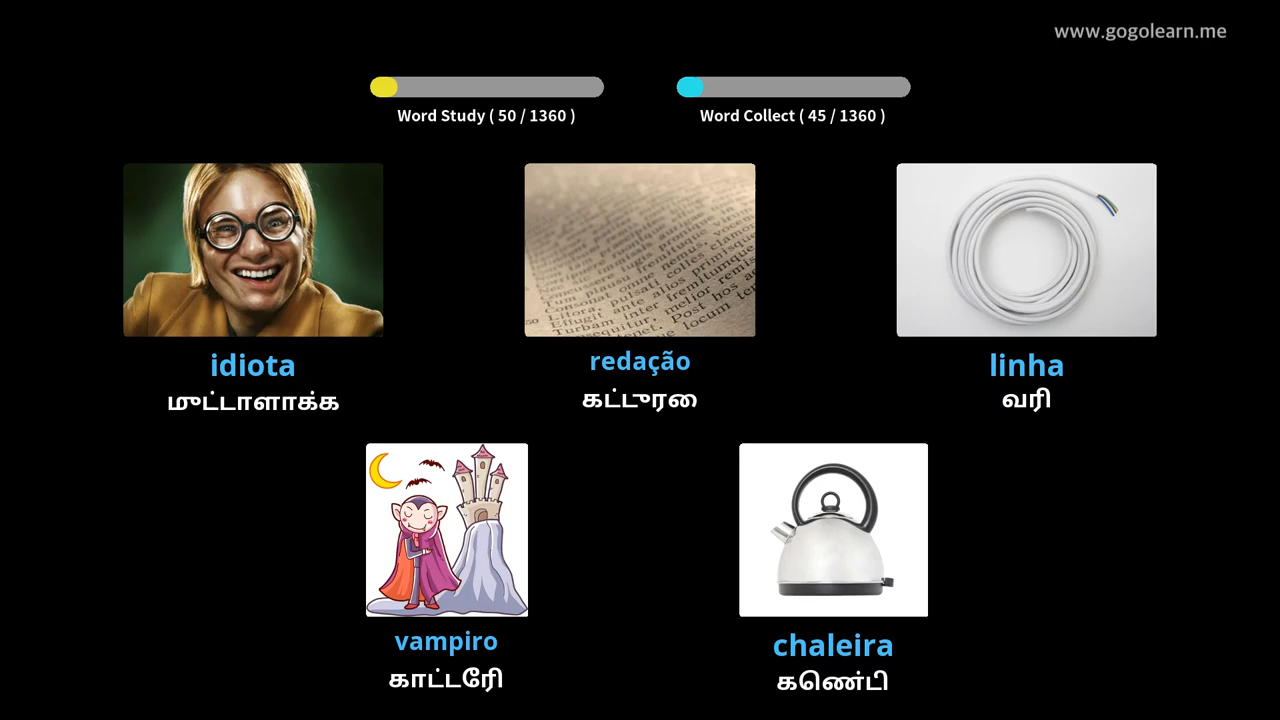 www.gogolearn.me
Word Study ( 50 / 1360 )
Word Collect ( 45 / 1360 )
idiota
redação
linha
முட்டாளாக்க
கட்டுரை
வரி
vampiro
chaleira
காட்டேரி
கெண்பி